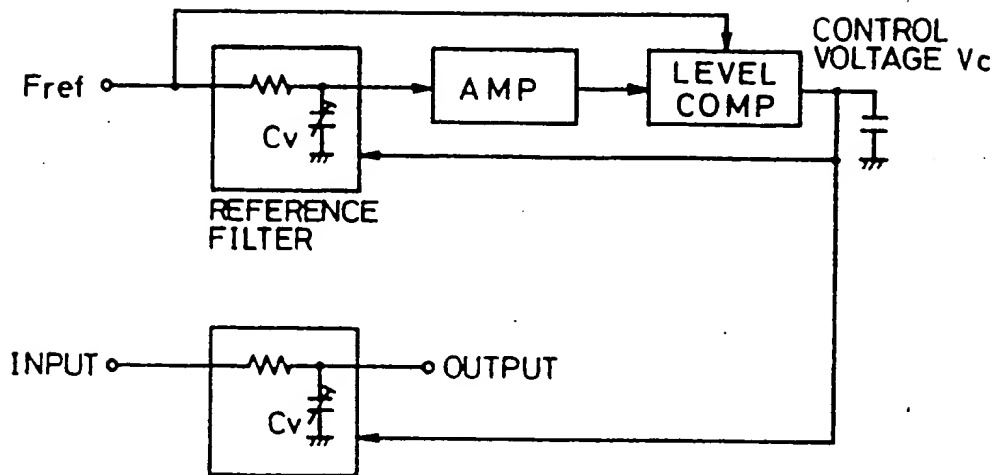 CONTROL
VOLTAGE Vc
Fref
AMP
LEVEL
COMP
Cv
REFERENCE
FILTER
INPUT
OUTPUT
Cv